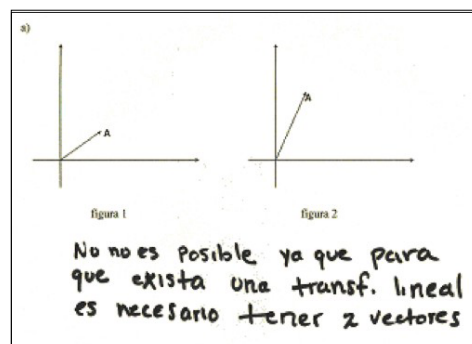 a)
A
A
figura 1
figura 2
No no es posible ya que para
que exista una transf. lineal
es necesario tener 2 vectores